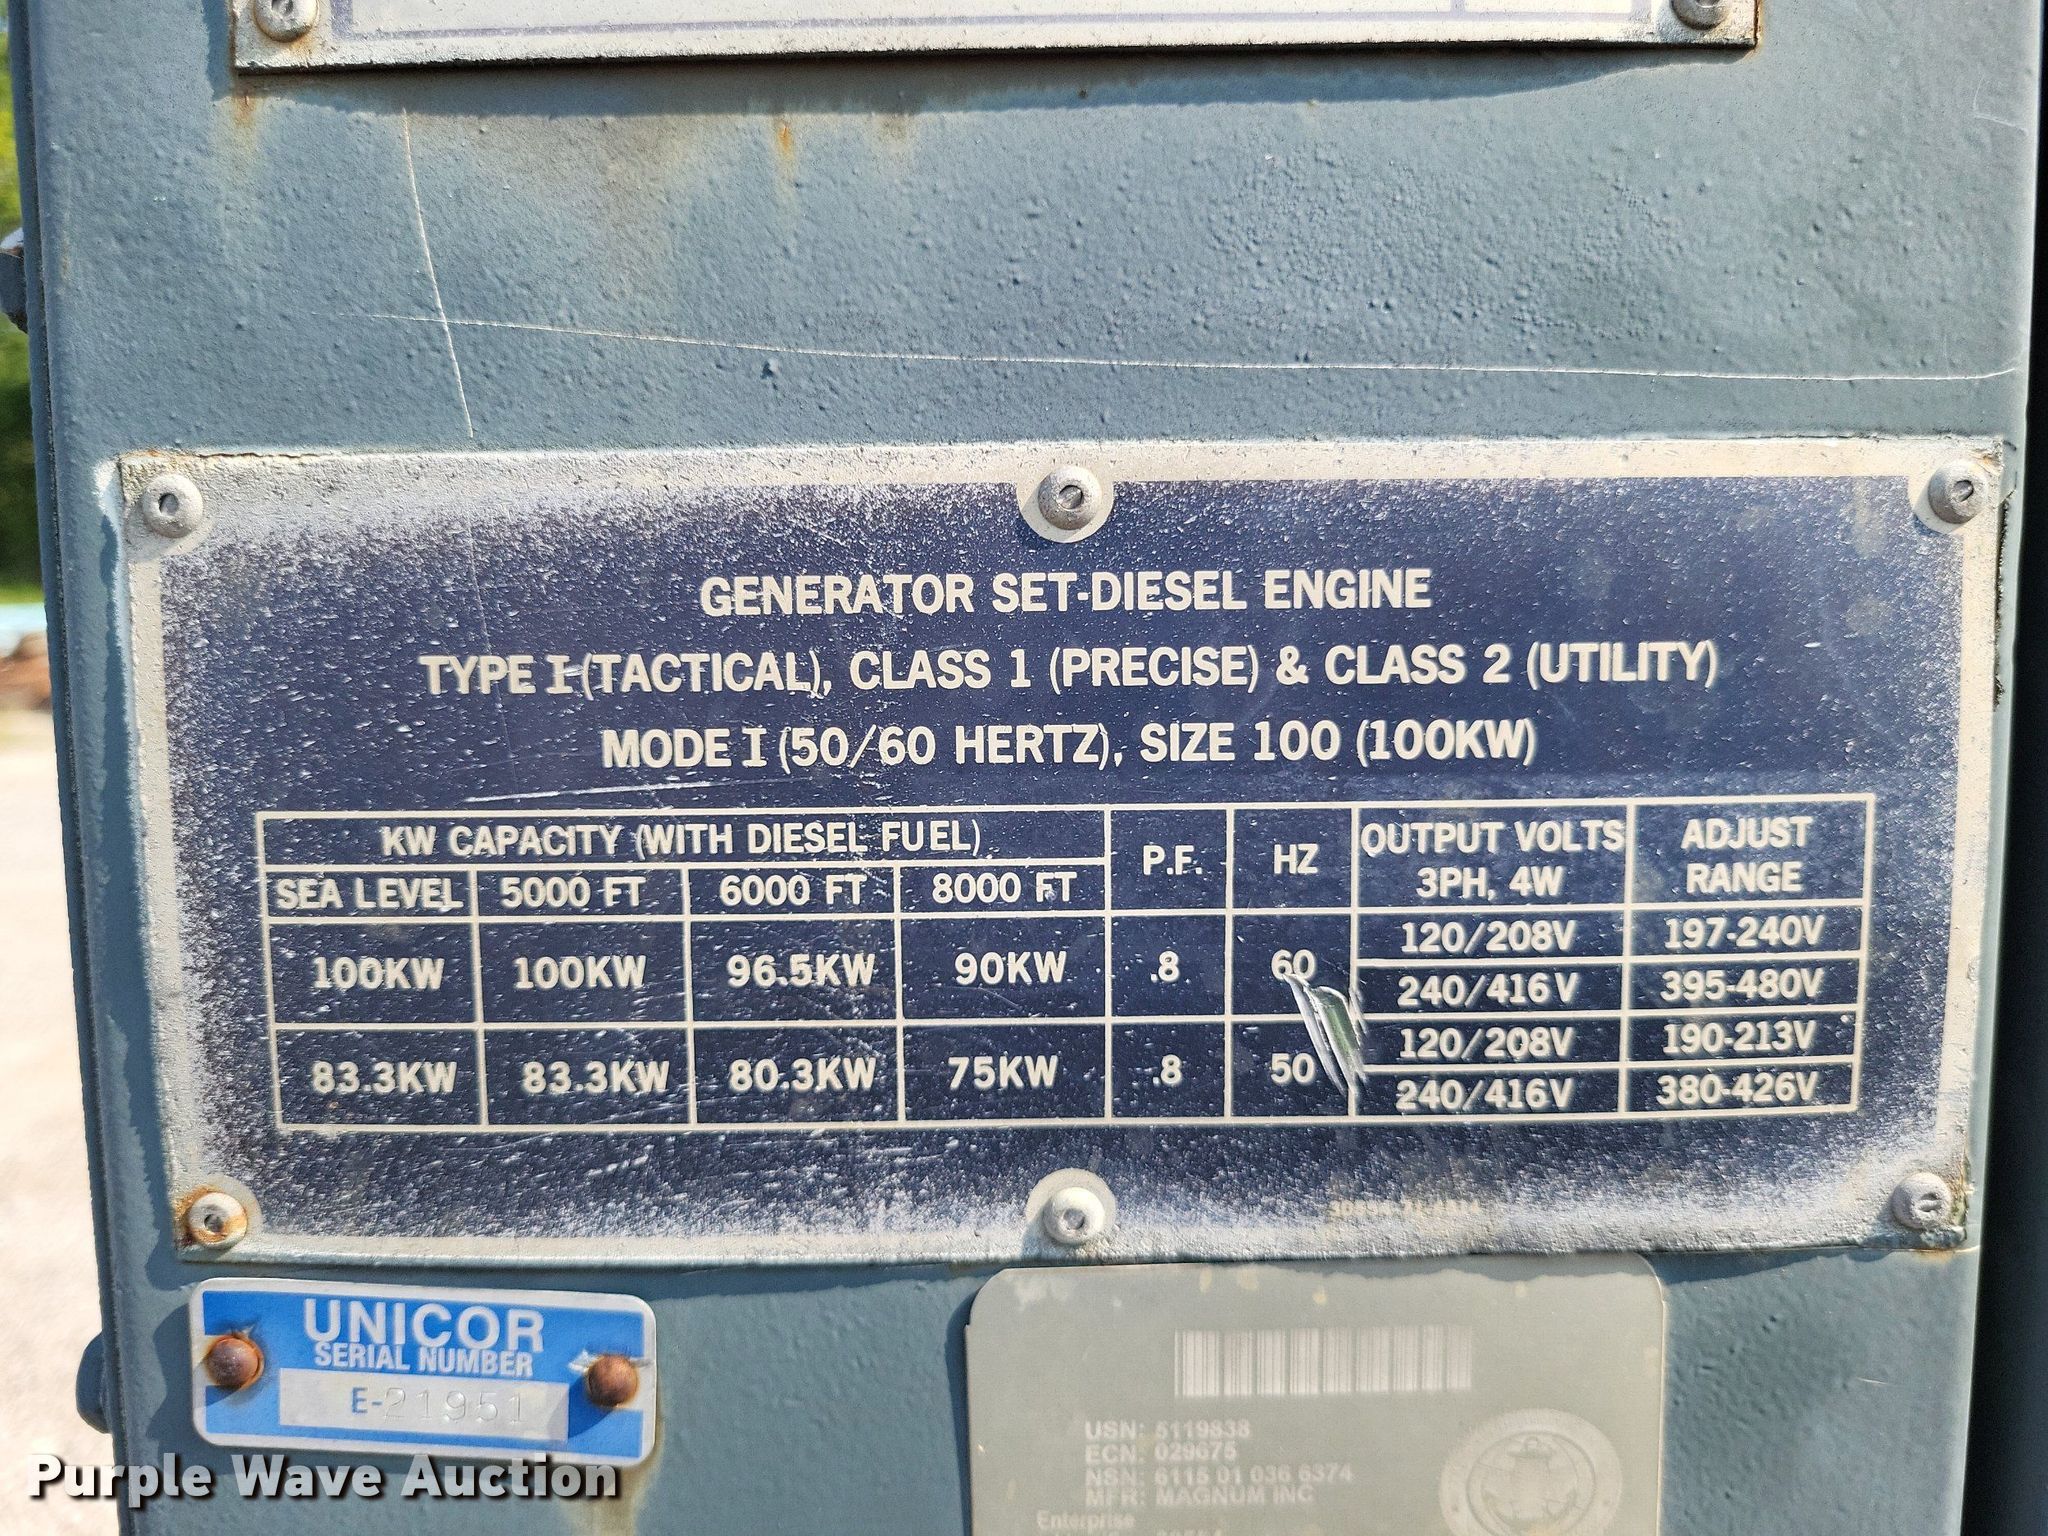 GENERATOR SET-DIESEL ENGINE
TYPE I (TACTICAL), CLASS 1 (PRECISE) & CLASS 2 (UTILITY)
MODE I (50/60 HERTZ), SIZE 100 (100KW)
KW CAPACITY (WITH DIESEL FUEL) P.F. HZ OUTPUT VOLTS 3PH, 4W ADJUST RANGE
SEA LEVEL 5000 FT 6000 FT 8000 FT
100KW 100KW 96.5KW 90KW .8 60 120/208V 197-240V
240/416V 395-480V
83.3KW 83.3KW 80.3KW 75KW .8 50 120/208V 190-213V
240/416V 380-426V
UNICOR
SERIAL NUMBER
E-21951
USN: 5119838
ECN: 029675
NSN: 6115 01 036 6374
MFR: MAGNUM INC
Enterprise
Purple Wave Auction